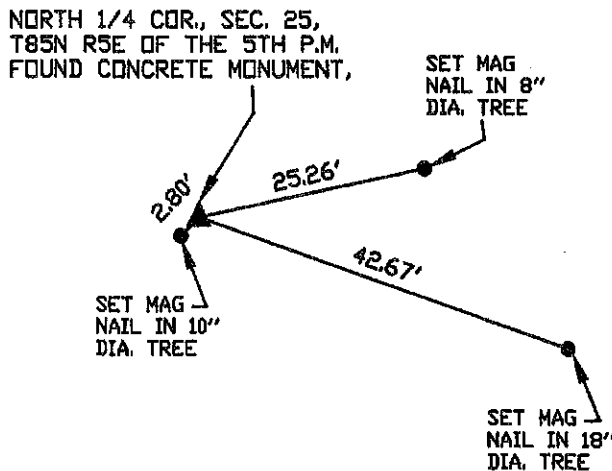 NORTH 1/4 COR., SEC. 25,
T85N R5E OF THE 5TH P.M.
FOUND CONCRETE MONUMENT,
SET MAG
NAIL IN 8"
DIA. TREE
25.26'
2.80'
42.67'
SET MAG
NAIL IN 10"
DIA. TREE
SET MAG
NAIL IN 18"
DIA. TREE